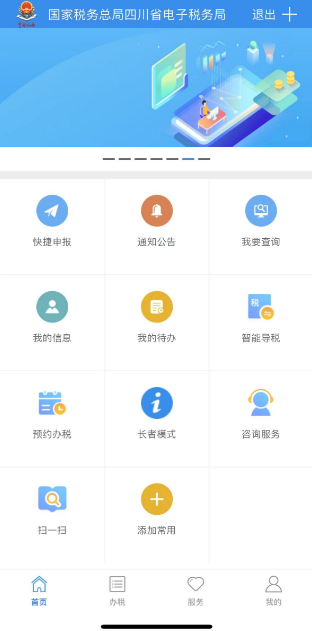 国家税务总局四川省电子税务局 退出
快捷申报 通知公告 我要查询
我的信息 我的待办 智能导税
税
预约办税 长者模式 咨询服务
扫一扫 添加常用
首页 办税 服务 我的